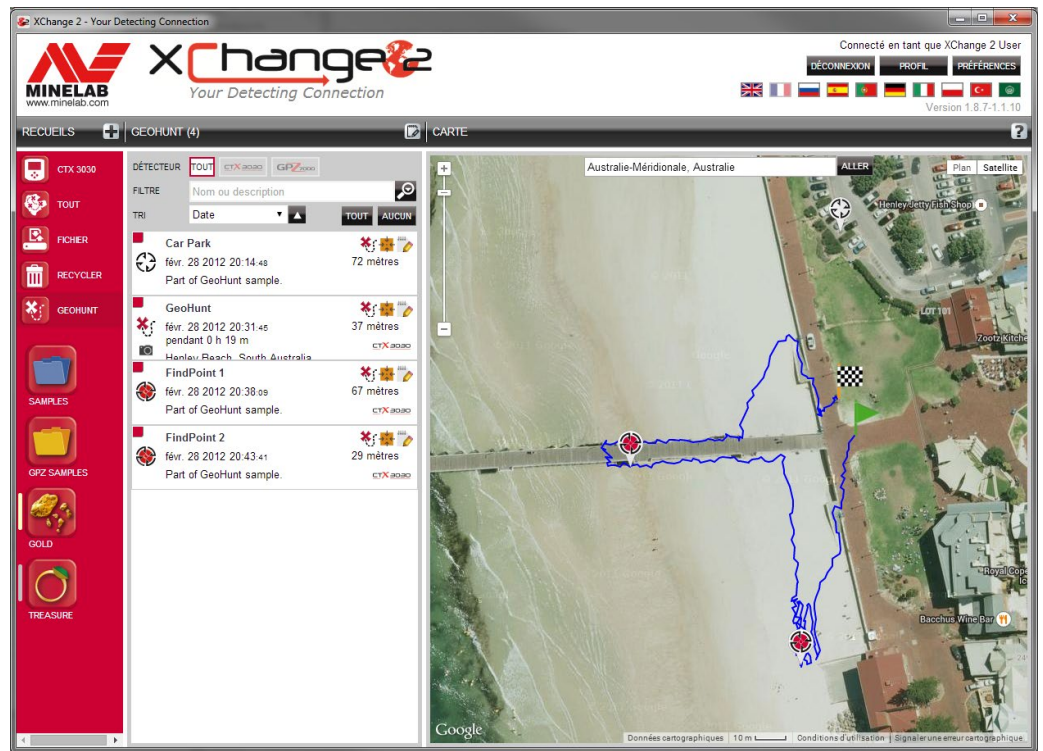 XChange 2 - Your Detecting Connection
MINELAB
www.minelab.com
XChange2
Your Detecting Connection
Connecté en tant que XChange 2 User
DÉCONNEXION PROFIL PRÉFÉRENCES
Version 1.8.7-1.1.10
RECUEILS
GEOHUNT (4)
CARTE
?
CTX 3030
TOUT
FICHIER
RECYCLER
GEOHUNT
SAMPLES
GPZ SAMPLES
GOLD
TREASURE
DÉTECTEUR TOUT CTX 3030 GPZ 7000
FILTRE Nom ou description
TRI Date TOUT AUCUN
Car Park
févr. 28 2012 20:14:48 72 mètres
Part of GeoHunt sample.
GeoHunt
févr. 28 2012 20:31:45 37 mètres
pendant 0 h 19 m
CTX 3030
Henley Beach, South Australia
FindPoint 1
févr. 28 2012 20:38:09 67 mètres
Part of GeoHunt sample. CTX 3030
FindPoint 2
févr. 28 2012 20:43:41 29 mètres
Part of GeoHunt sample. CTX 3030
Australie-Méridionale, Australie ALLER
Plan Satellite
Henley Jetty Fish Shop
LOT 101
Zootz Kitche
Royal Cope
Bacchus Wine Bar
Google
Données cartographiques 10 m Conditions d'utilisation Signaler une erreur cartographique